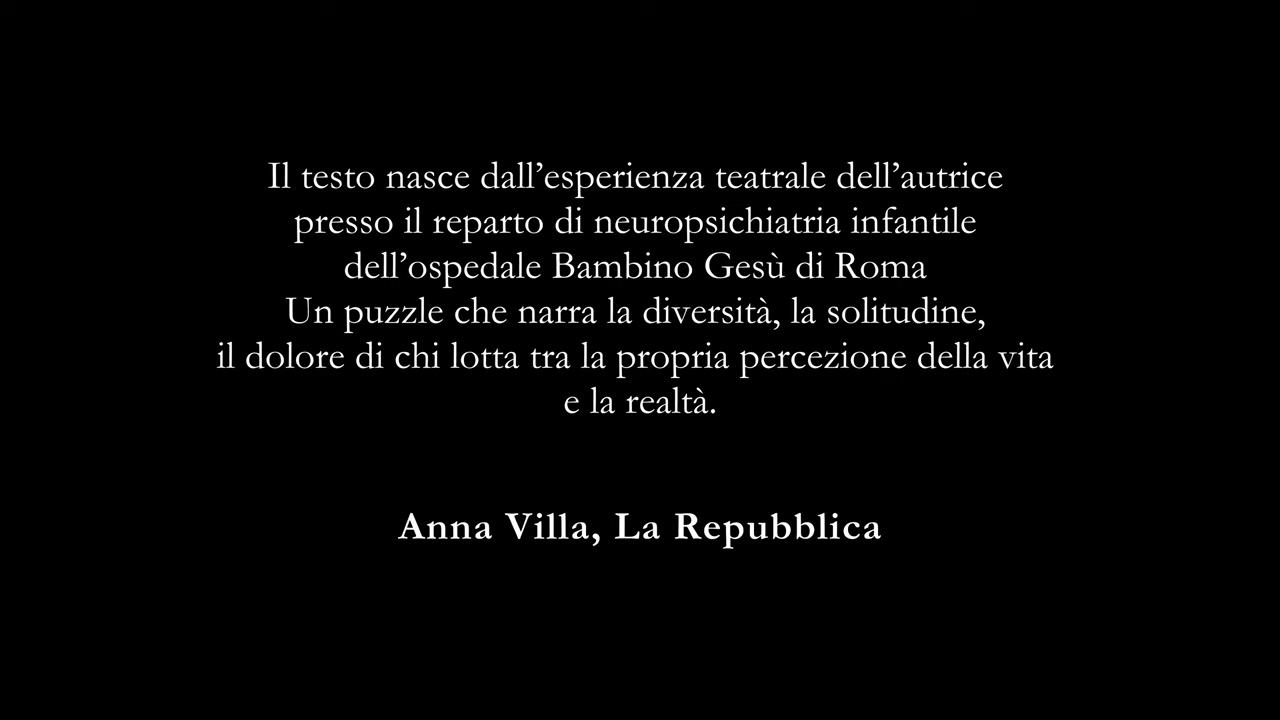 Il testo nasce dall’esperienza teatrale dell’autrice
presso il reparto di neuropsichiatria infantile
dell’ospedale Bambino Gesù di Roma
Un puzzle che narra la diversità, la solitudine,
il dolore di chi lotta tra la propria percezione della vita
e la realtà.
Anna Villa, La Repubblica